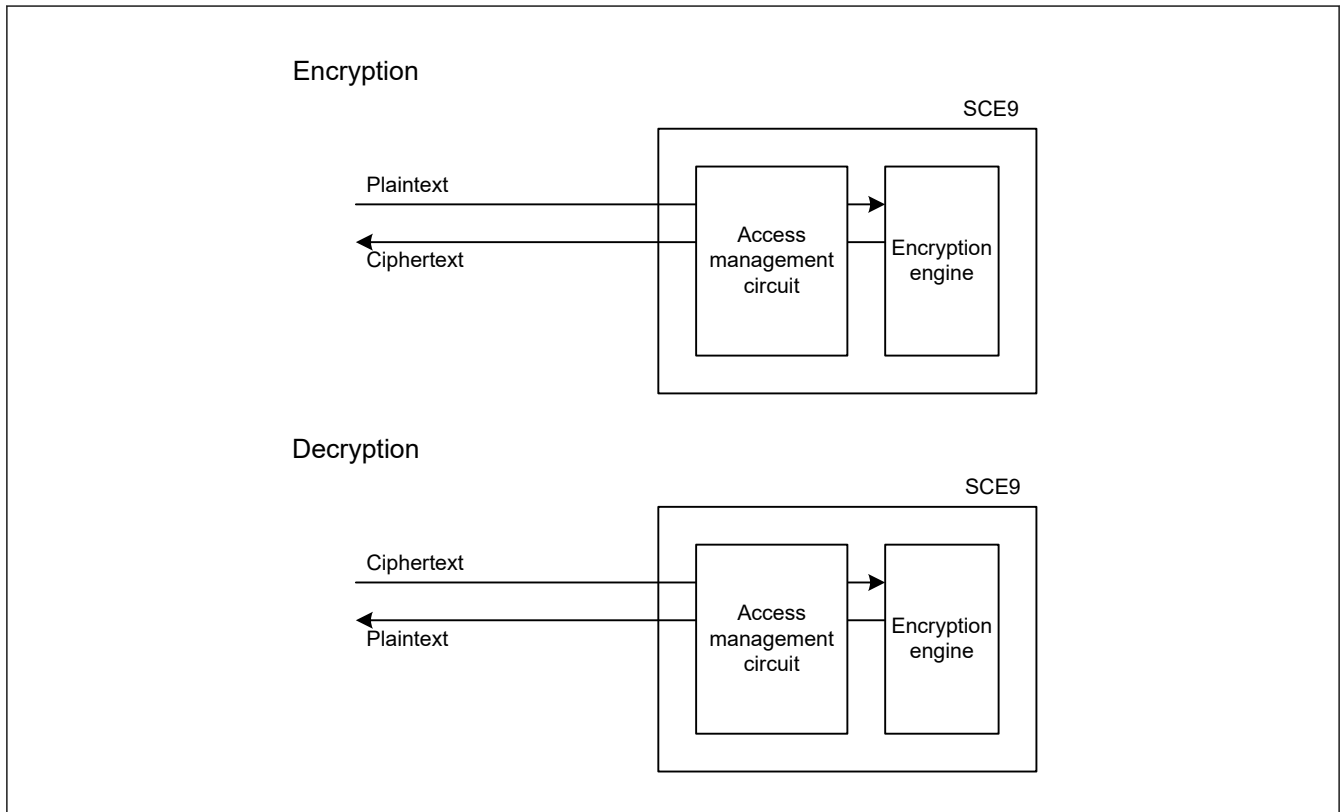 Encryption
SCE9
Plaintext
Ciphertext
Access
management
circuit
Encryption
engine
Decryption
SCE9
Ciphertext
Plaintext
Access
management
circuit
Encryption
engine